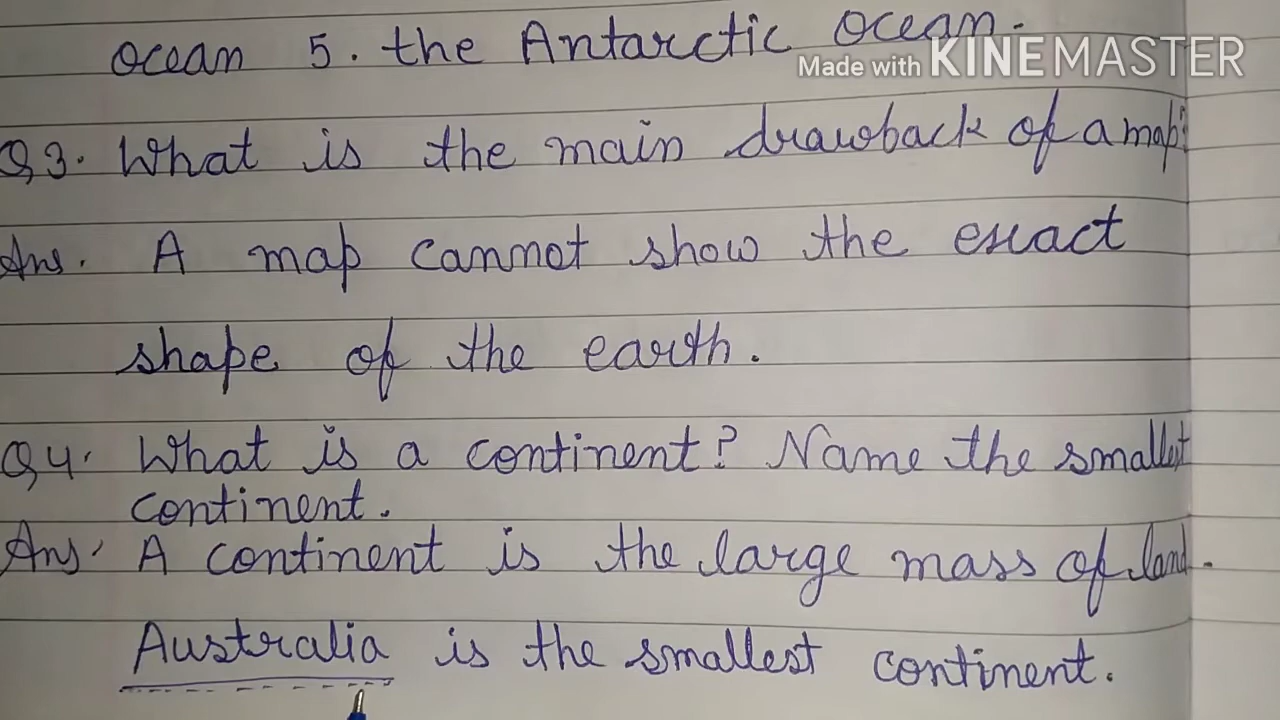 ocean 5. the Antarctic ocean.
Made with KINEMASTER
Q3. What is the main drawback of a map?
Ans. A map cannot show the exact
shape of the earth.
Q4. What is a continent? Name the smallest
continent.
Ans. A continent is the large mass of land.
Australia is the smallest continent.